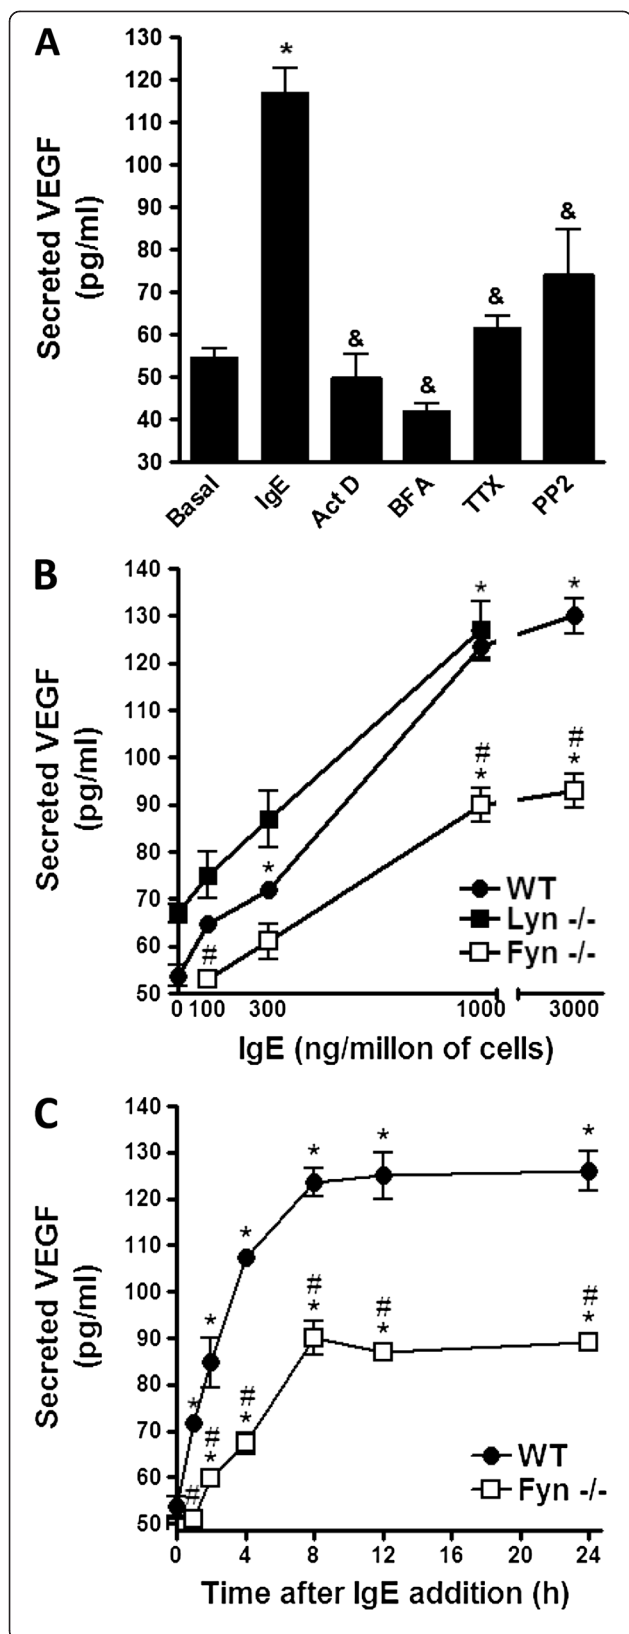 A
Secreted VEGF
(pg/ml)
130
120
110
100
90
80
70
60
50
40
30
*
&
&
&
&
Basal
IgE
Act D
BFA
TTX
PP2
B
Secreted VEGF
(pg/ml)
140
130
120
110
100
90
80
70
60
50
*
*
#
*
#
*
*
#
WT
Lyn -/-
Fyn -/-
0 100 300 1000 3000
IgE (ng/millon of cells)
C
Secreted VEGF
(pg/ml)
140
130
120
110
100
90
80
70
60
50
*
*
*
*
*
*
#
*
#
*
#
*
#
*
#
*
#
WT
Fyn -/-
0 4 8 12 16 20 24
Time after IgE addition (h)